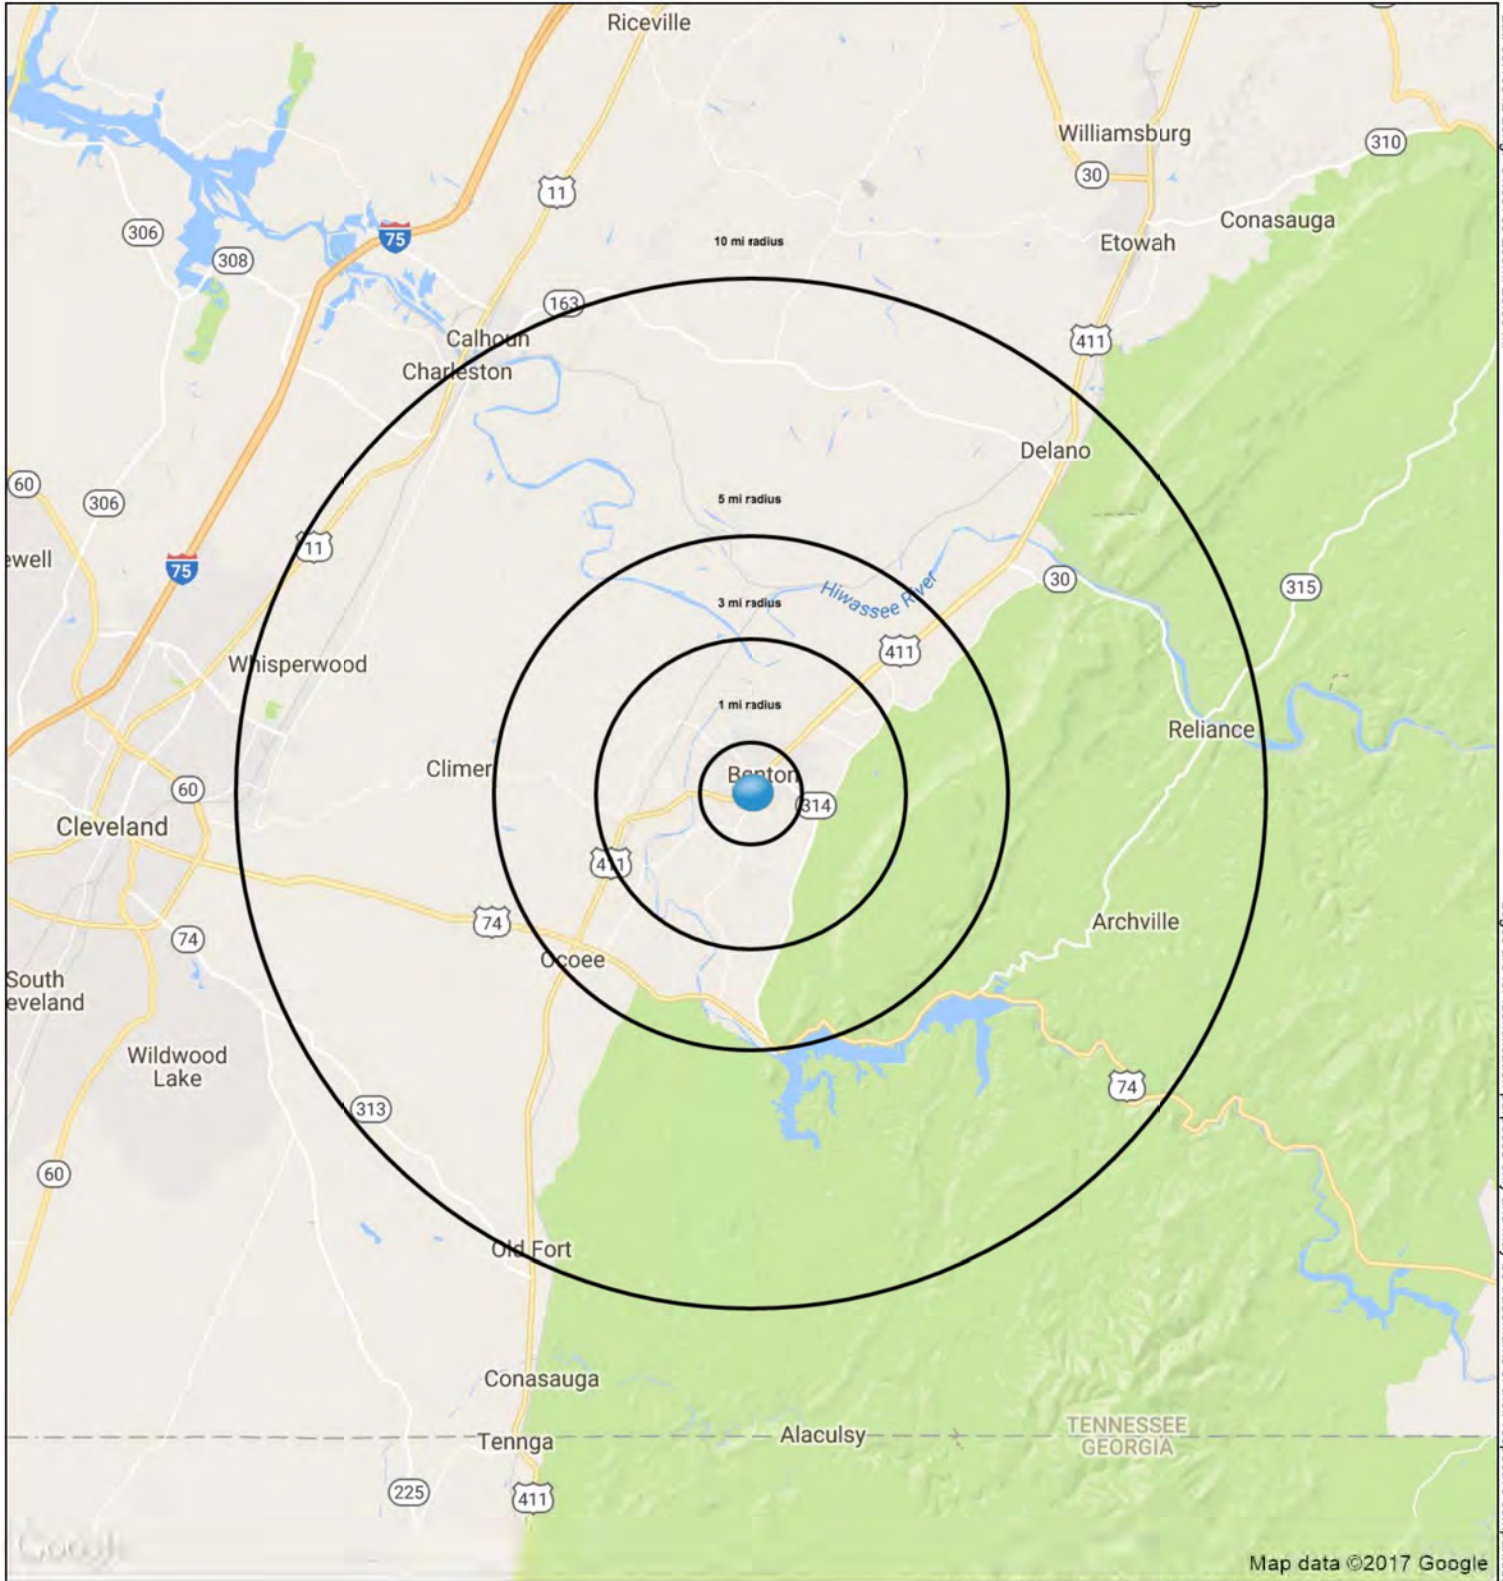 Riceville
Williamsburg
310
30
11
Conasauga
306
75
10 mi radius
Etowah
308
163
Calhoun
411
Charleston
Delano
60
306
5 mi radius
11
ewell
75
30
315
Hiwassee River
3 mi radius
411
Whisperwood
1 mi radius
Reliance
Climer
Benton
60
314
Cleveland
411
74
Archville
74
Ocoee
South
eveland
Wildwood
Lake
74
313
60
Old Fort
Conasauga
TENNESSEE
GEORGIA
Alaculsy
Tennga
225
411
Google
Map data ©2017 Google